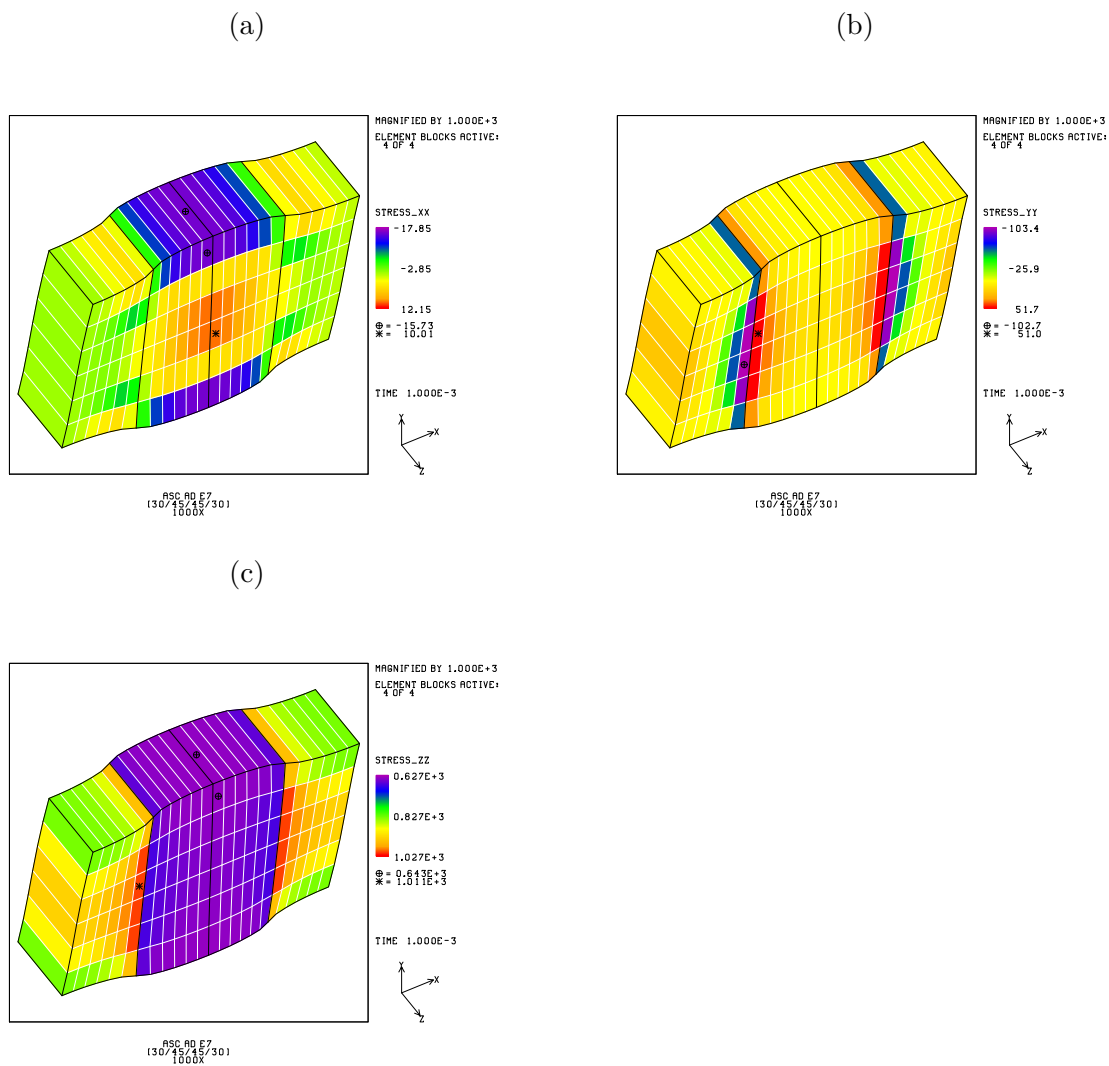 (a)
MAGNIFIED BY 1.000E+3
ELEMENT BLOCKS ACTIVE:
4 OF 4
STRESS_XX
-17.85
-2.85
12.15
⊕= -15.73
✳= 10.01
TIME 1.000E-3
Y
X
Z
ASC AD E7
[30/45/45/30]
1000X
(b)
MAGNIFIED BY 1.000E+3
ELEMENT BLOCKS ACTIVE:
4 OF 4
STRESS_YY
-103.4
-25.9
51.7
⊕= -102.7
✳= 51.0
TIME 1.000E-3
Y
X
Z
ASC AD E7
[30/45/45/30]
1000X
(c)
MAGNIFIED BY 1.000E+3
ELEMENT BLOCKS ACTIVE:
4 OF 4
STRESS_ZZ
0.627E+3
0.827E+3
1.027E+3
⊕= 0.643E+3
✳= 1.011E+3
TIME 1.000E-3
Y
X
Z
ASC AD E7
[30/45/45/30]
1000X